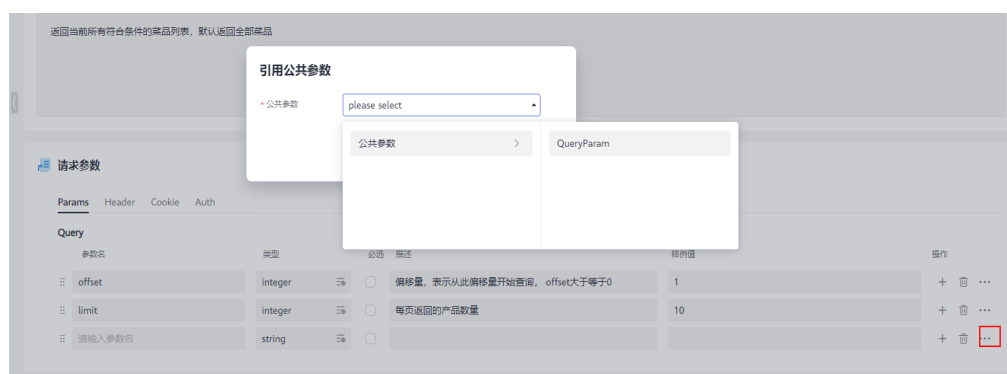 返回当前所有符合条件的菜品列表，默认返回全部菜品
引用公共参数
* 公共参数 please select
公共参数 QueryParam
请求参数
Params Header Cookie Auth
Query
参数名 类型 必选 描述 样例值 操作
offset integer 偏移量，表示从此偏移量开始查询， offset大于等于0 1
limit integer 每页返回的产品数量 10
请输入参数名 string